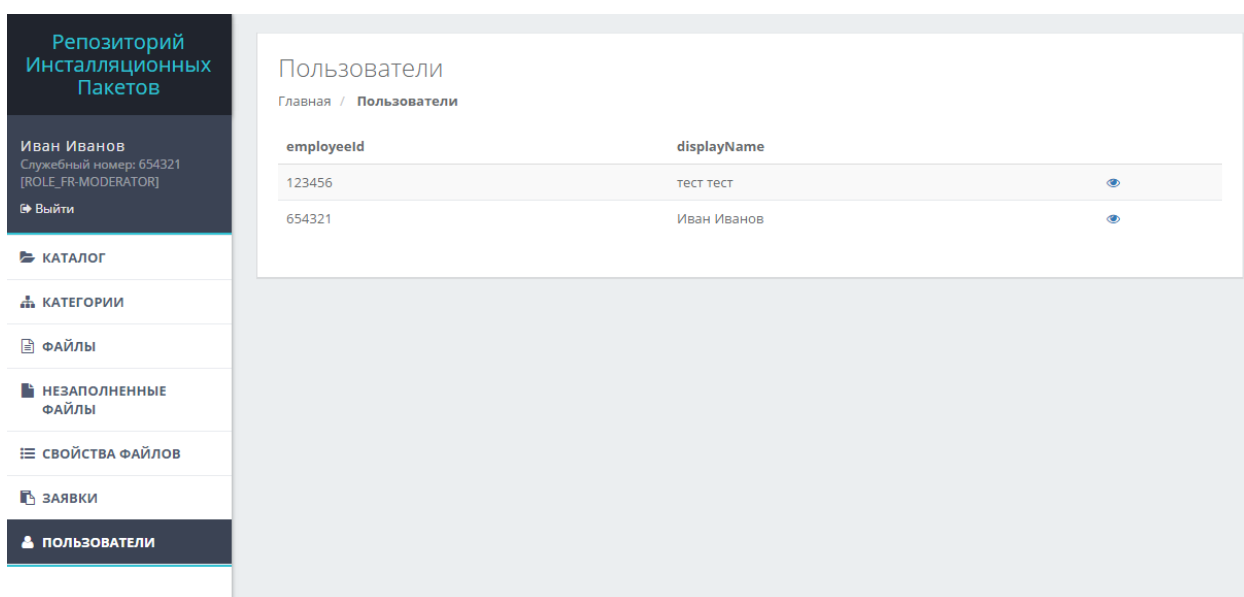 Репозиторий
Инсталляционных
Пакетов
Иван Иванов
Служебный номер: 654321
[ROLE_FR-MODERATOR]
Выйти
КАТАЛОГ
КАТЕГОРИИ
ФАЙЛЫ
НЕЗАПОЛНЕННЫЕ
ФАЙЛЫ
СВОЙСТВА ФАЙЛОВ
ЗАЯВКИ
ПОЛЬЗОВАТЕЛИ
Пользователи
Главная / Пользователи
employeeId displayName
123456 тест тест
654321 Иван Иванов